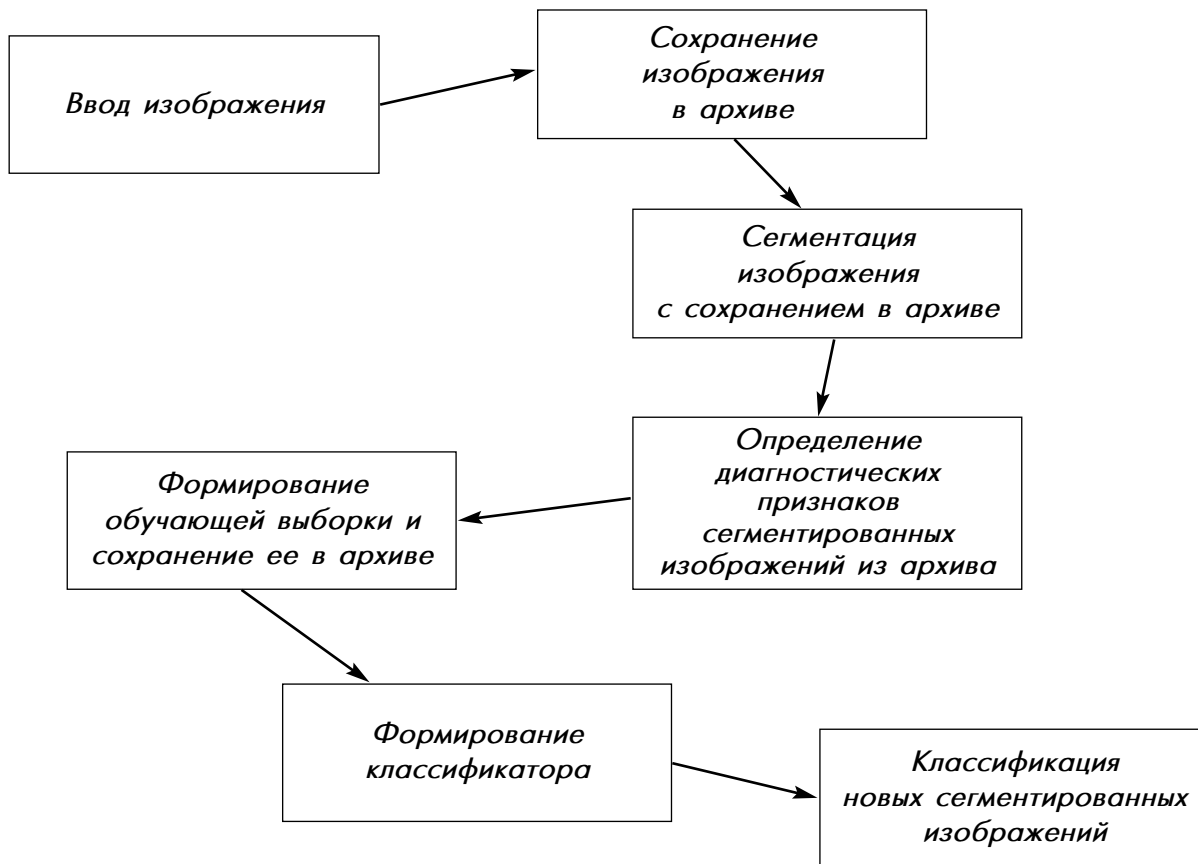 Ввод изображения
Сохранение
изображения
в архиве
Сегментация
изображения
с сохранением в архиве
Определение
диагностических
признаков
сегментированных
изображений из архива
Формирование
обучающей выборки и
сохранение ее в архиве
Формирование
классификатора
Классификация
новых сегментированных
изображений